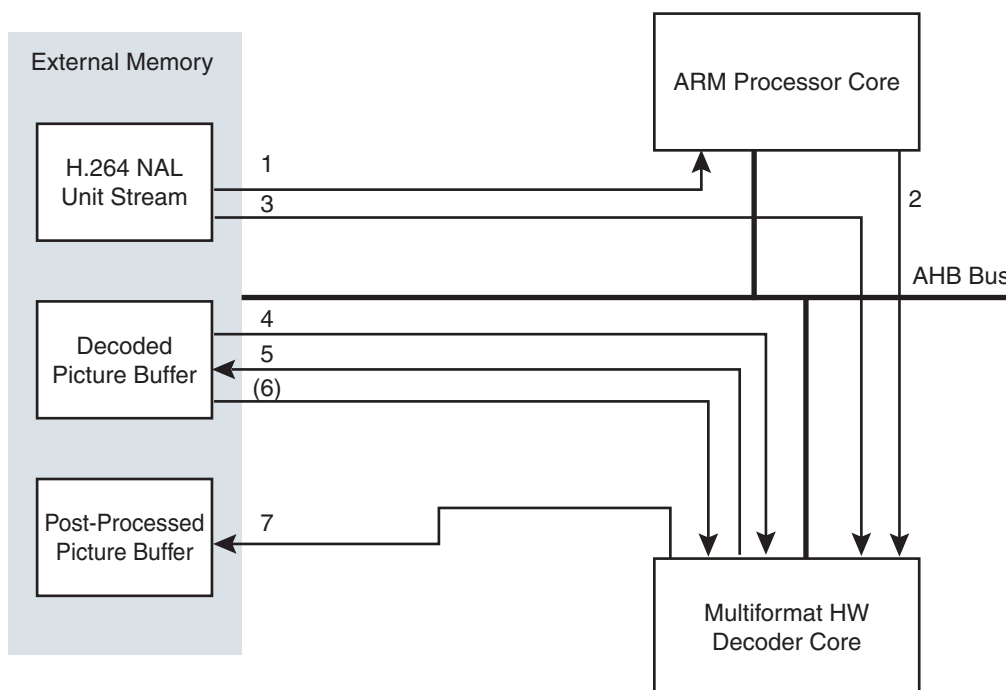 External Memory
ARM Processor Core
H.264 NAL
Unit Stream
1
3
2
AHB Bus
Decoded
Picture Buffer
4
5
(6)
Post-Processed
Picture Buffer
7
Multiformat HW
Decoder Core